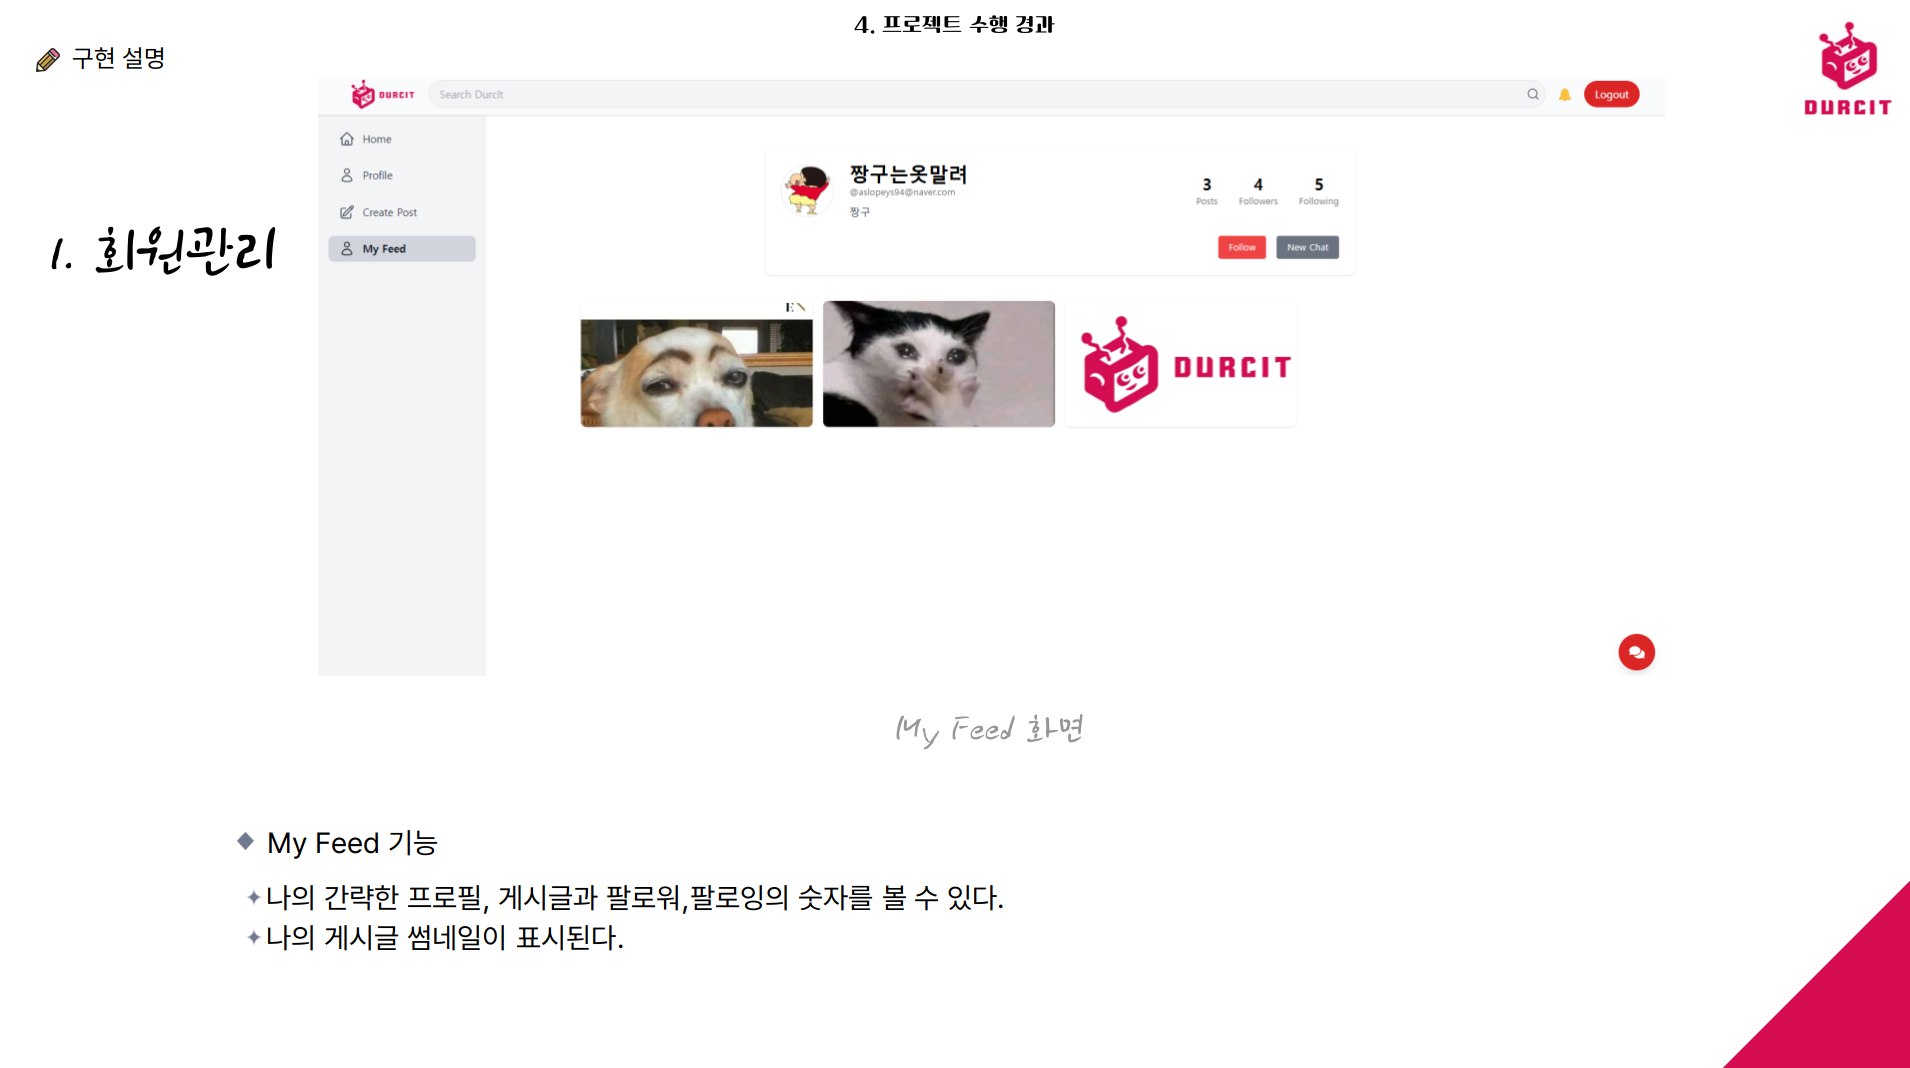 4. 프로젝트 수행 경과
구현 설명
DURCIT
DURCIT
Search Durcit
Logout
Home
Profile
Create Post
My Feed
1. 회원관리
짱구는옷말려
@aslopeys94@naver.com
짱구
3 4 5
Posts Followers Following
Follow New Chat
DURCIT
My Feed 화면
My Feed 기능
나의 간략한 프로필, 게시글과 팔로워,팔로잉의 숫자를 볼 수 있다.
나의 게시글 썸네일이 표시된다.